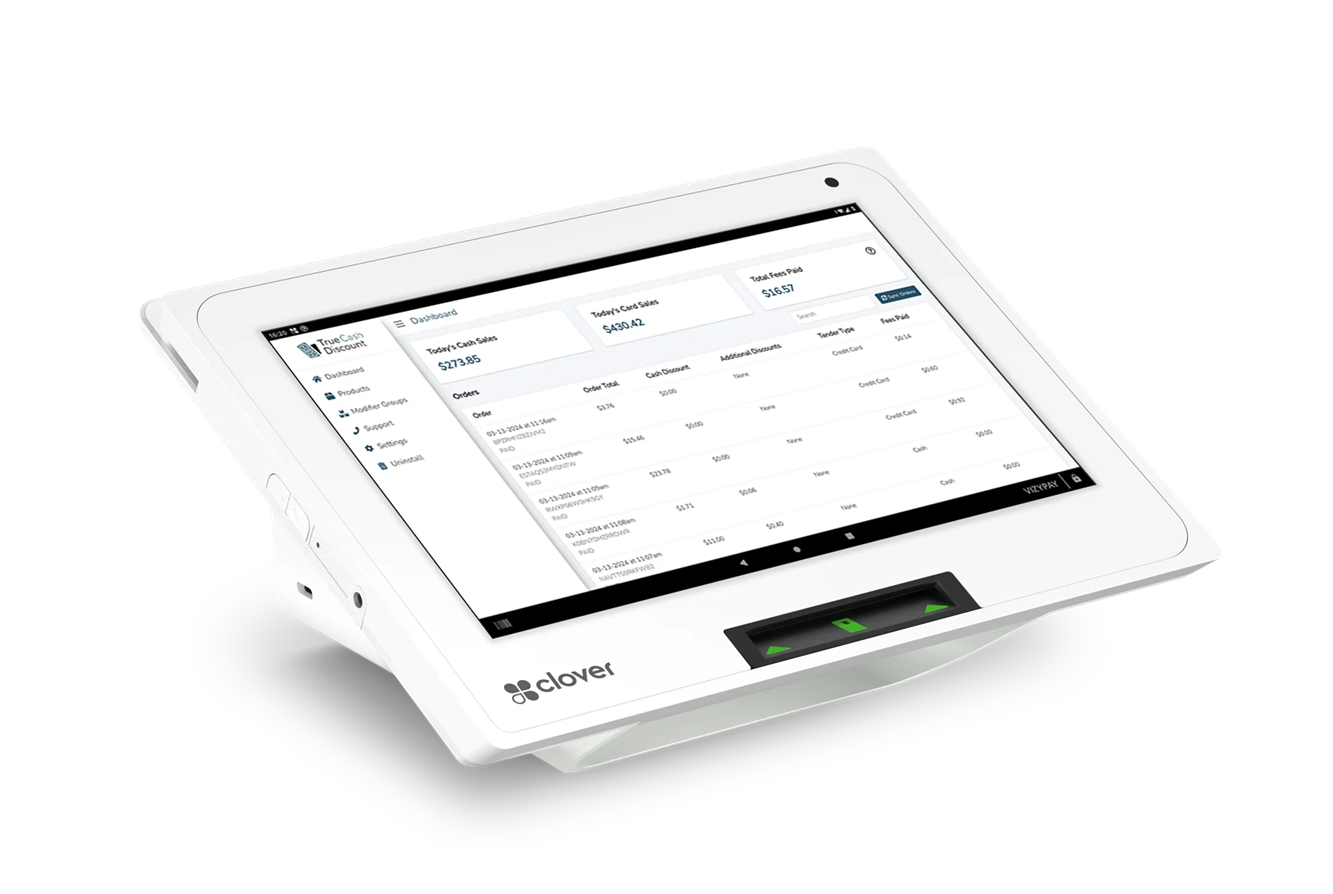 16:20
True Cash
Discount
Dashboard
Products
Modifier Groups
Support
Settings
Uninstall
Dashboard
Today's Cash Sales
$273.85
Today's Card Sales
$430.42
Total Fees Paid
$16.57
Orders
Search
Sync Orders
Order Order Total Cash Discount Additional Discounts Tender Type Fees Paid
03-13-2024 at 11:16am $3.76 $0.00 None Credit Card $0.14
PAID
03-13-2024 at 11:09am $15.46 $0.00 None Credit Card $0.60
PAID
03-13-2024 at 11:09am $23.78 $0.00 None Credit Card $0.92
PAID
03-13-2024 at 11:08am $1.71 $0.06 None Cash $0.00
PAID
03-13-2024 at 11:07am $11.00 $0.40 None Cash $0.00
VIZYPAY
clover